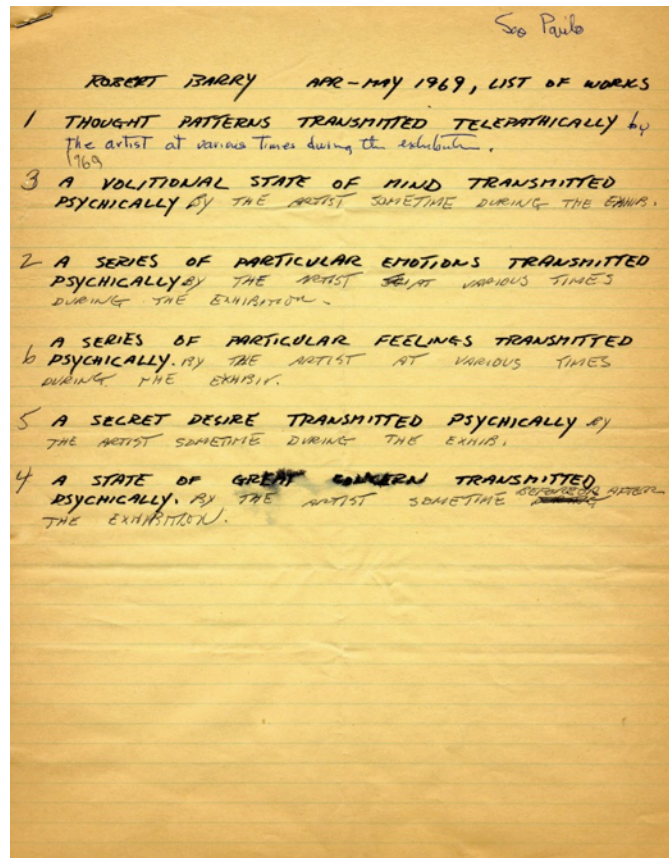 Sao Paulo
ROBERT BARRY APR-MAY 1969, LIST OF WORKS
1 THOUGHT PATTERNS TRANSMITTED TELEPATHICALLY by
the artist at various times during the exhibition.
1969
3 A VOLITIONAL STATE OF MIND TRANSMITTED
PSYCHICALLY BY THE ARTIST SOMETIME DURING THE EXHIB.
2 A SERIES OF PARTICULAR EMOTIONS TRANSMITTED
PSYCHICALLY BY THE ARTIST AT VARIOUS TIMES
DURING THE EXHIBITION.
A SERIES OF PARTICULAR FEELINGS TRANSMITTED
6 PSYCHICALLY. BY THE ARTIST AT VARIOUS TIMES
DURING THE EXHIBIT.
5 A SECRET DESIRE TRANSMITTED PSYCHICALLY BY
THE ARTIST SOMETIME DURING THE EXHIB.
4 A STATE OF GREAT CONCERN TRANSMITTED
PSYCHICALLY. BY THE ARTIST SOMETIME BEFORE OR AFTER
THE EXHIBITION.